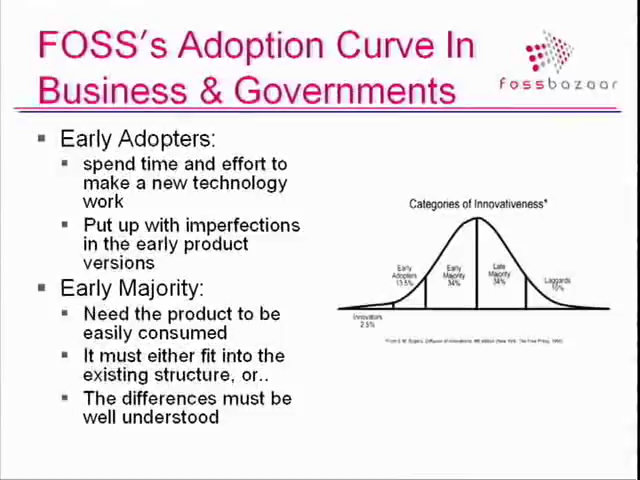 FOSS's Adoption Curve In
Business & Governments
fossbazaar
Early Adopters:
spend time and effort to
make a new technology
work
Put up with imperfections
in the early product
versions
Early Majority:
Need the product to be
easily consumed
It must either fit into the
existing structure, or..
The differences must be
well understood
Categories of Innovativeness*
Early
Adopters
13.5%
Early
Majority
34%
Late
Majority
34%
Laggards
16%
Innovators
2.5%